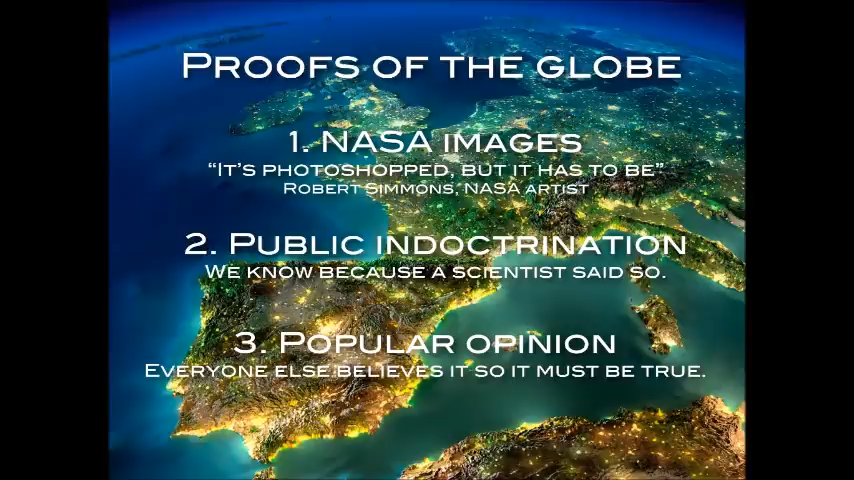 PROOFS OF THE GLOBE
1. NASA IMAGES
"IT'S PHOTOSHOPPED, BUT IT HAS TO BE"
ROBERT SIMMONS, NASA ARTIST
2. PUBLIC INDOCTRINATION
WE KNOW BECAUSE A SCIENTIST SAID SO.
3. POPULAR OPINION
EVERYONE ELSE BELIEVES IT SO IT MUST BE TRUE.